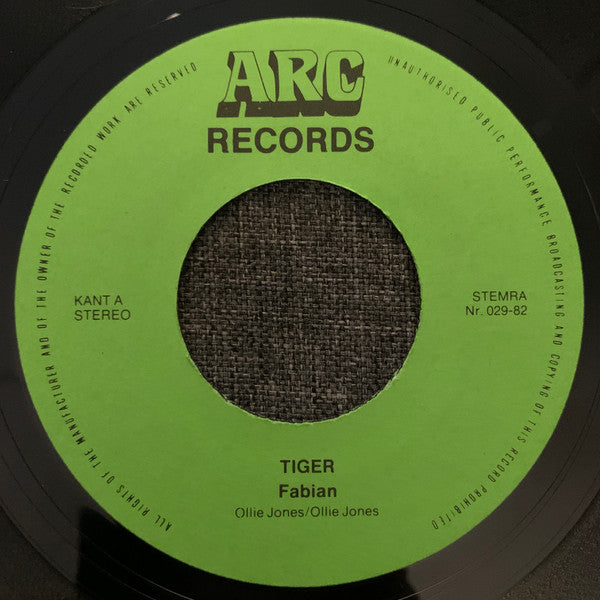 ALL RIGHTS OF THE MANUFACTURER AND OF THE OWNER OF THE RECORDED WORK ARE RESERVED
UNAUTHORISED PUBLIC PERFORMANCE BROADCASTING AND COPYING OF THIS RECORD PROHIBITED
ARC
RECORDS
KANT A
STEREO
STEMRA
Nr. 029-82
TIGER
Fabian
Ollie Jones/Ollie Jones